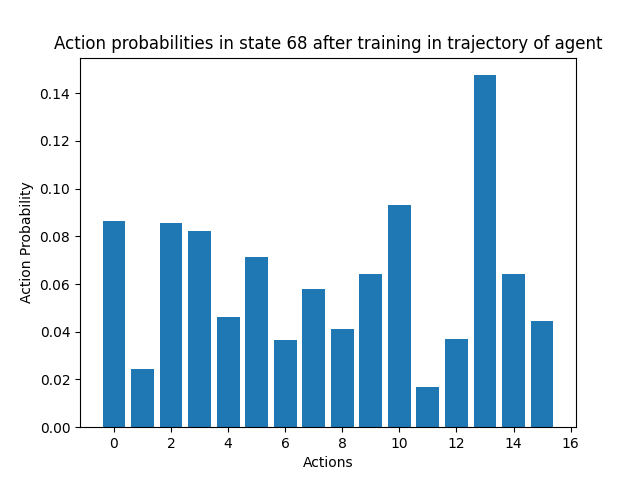 Action probabilities in state 68 after training in trajectory of agent
0.14
0.12
0.10
0.08
0.06
0.04
0.02
0.00
Action Probability
0 2 4 6 8 10 12 14 16
Actions